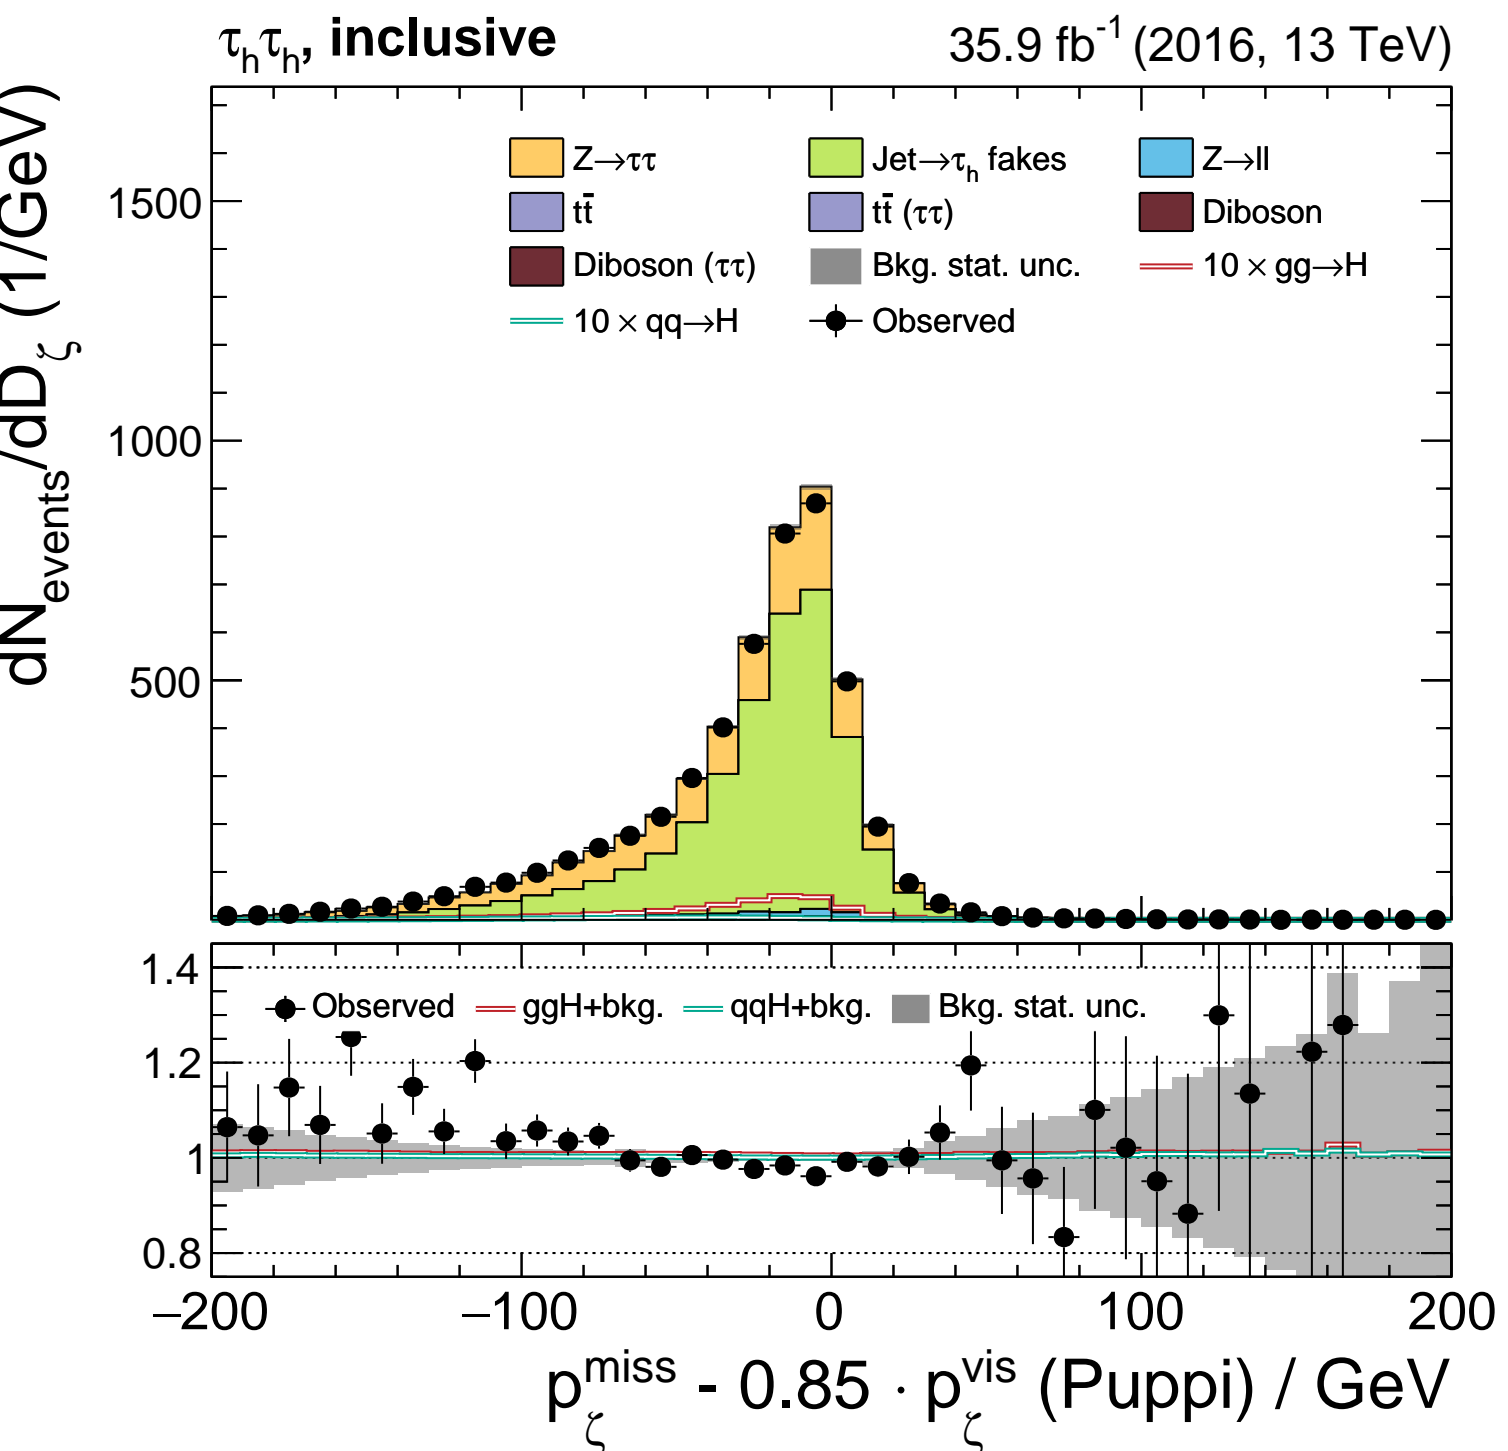 τhτh, inclusive 35.9 fb-1 (2016, 13 TeV)
dNevents/dDζ (1/GeV)
1500
1000
500
Z→ττ Jet→τh fakes Z→ll
tt̄ tt̄ (ττ) Diboson
Diboson (ττ) Bkg. stat. unc. 10 × gg→H
10 × qq→H Observed
1.4
1.2
1
0.8
Observed ggH+bkg. qqH+bkg. Bkg. stat. unc.
−200 −100 0 100 200
pζmiss - 0.85 · pζvis (Puppi) / GeV